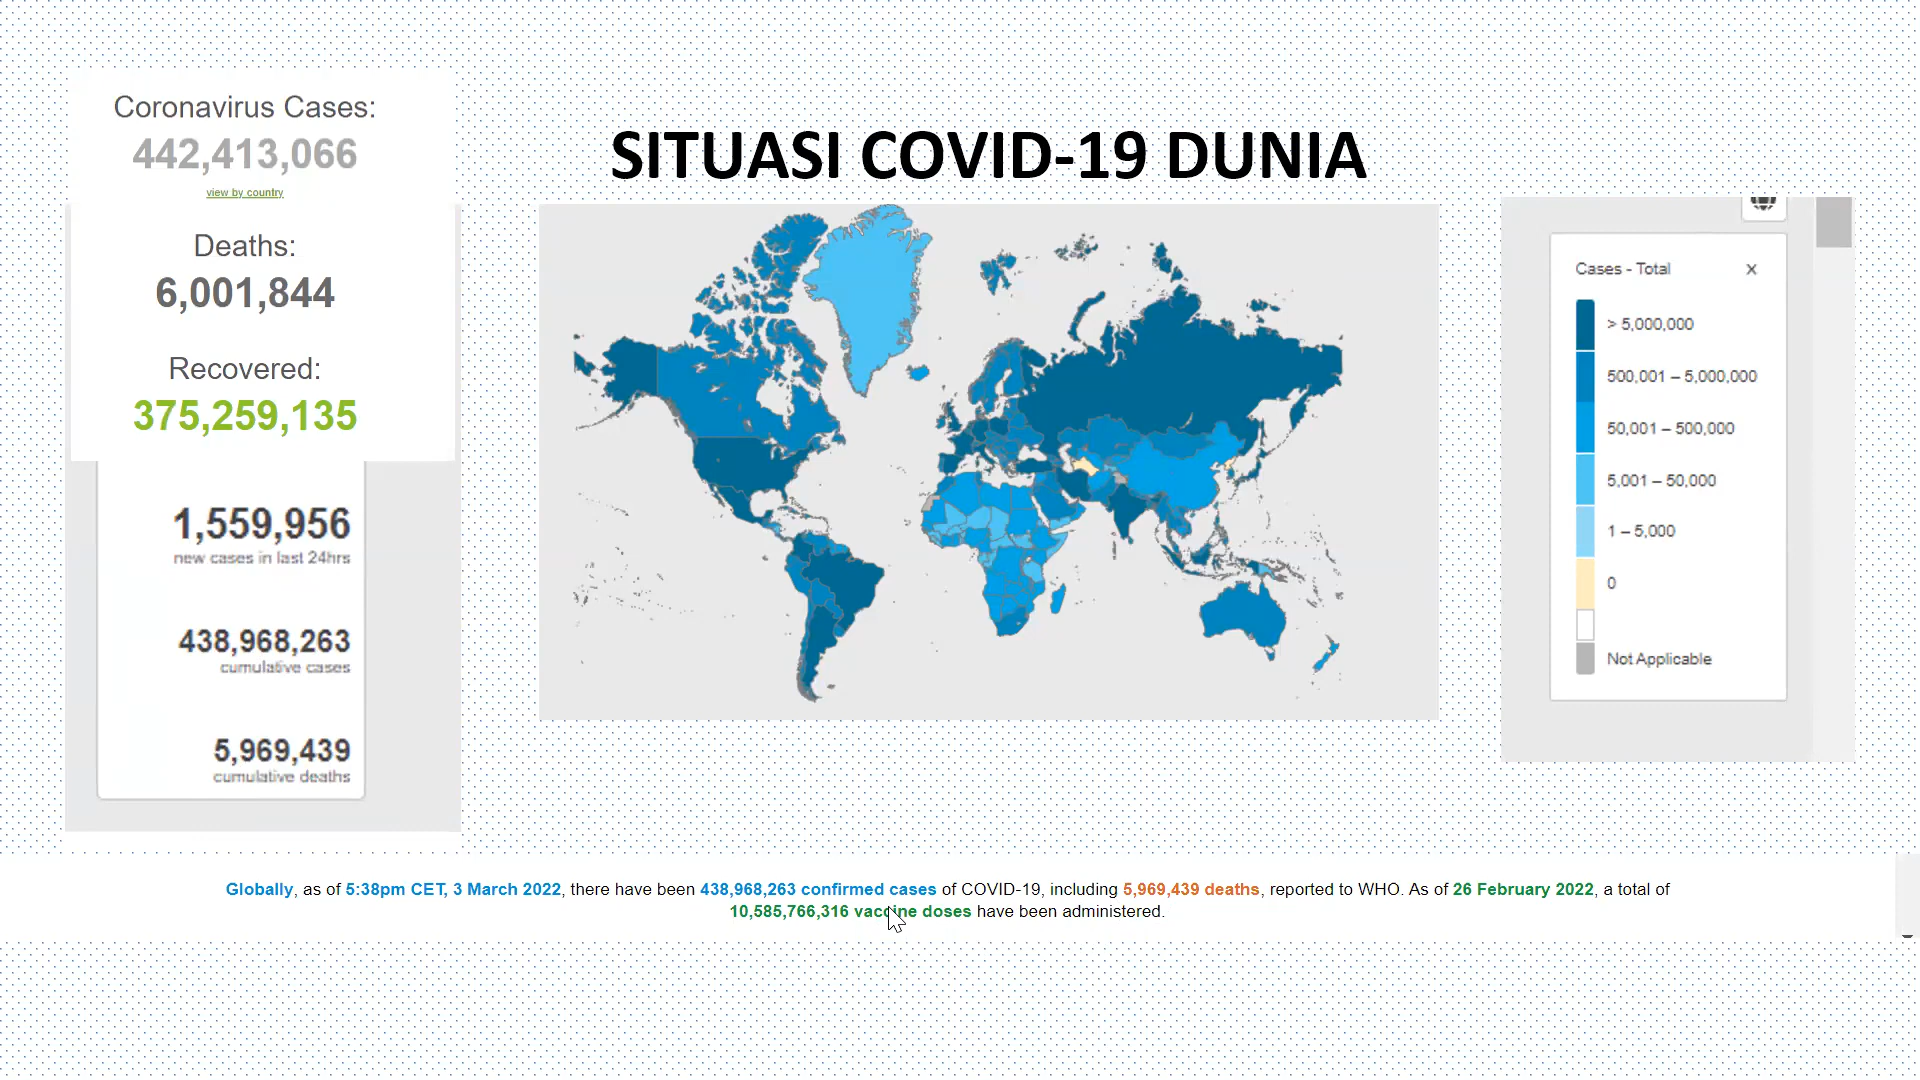 Coronavirus Cases:
442,413,066
view by country
Deaths:
6,001,844
Recovered:
375,259,135
1,559,956
new cases in last 24hrs
438,968,263
cumulative cases
5,969,439
cumulative deaths
SITUASI COVID-19 DUNIA
Cases - Total
x
> 5,000,000
500,001 – 5,000,000
50,001 – 500,000
5,001 – 50,000
1 – 5,000
0
Not Applicable
Globally, as of 5:38pm CET, 3 March 2022, there have been 438,968,263 confirmed cases of COVID-19, including 5,969,439 deaths, reported to WHO. As of 26 February 2022, a total of
10,585,766,316 vaccine doses have been administered.